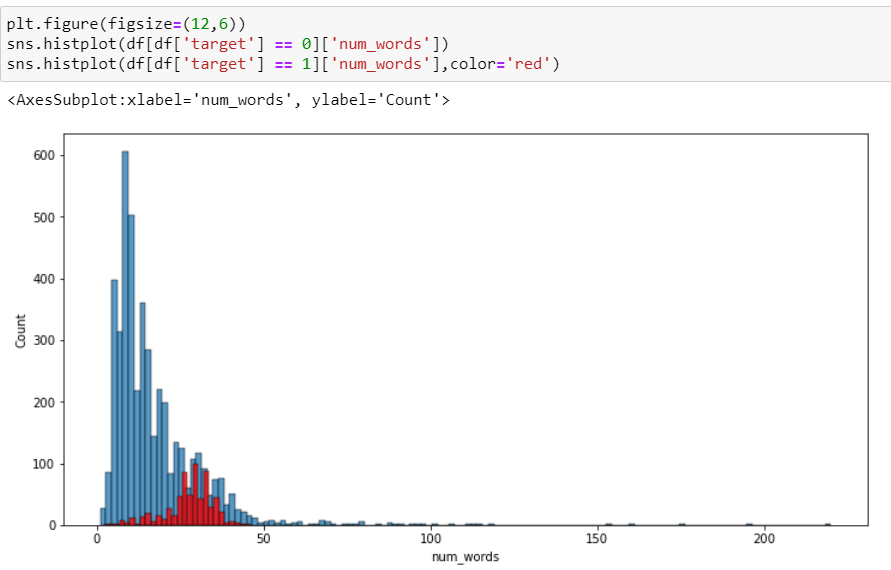 plt.figure(figsize=(12,6))
sns.histplot(df[df['target'] == 0]['num_words'])
sns.histplot(df[df['target'] == 1]['num_words'],color='red')
<AxesSubplot:xlabel='num_words', ylabel='Count'>
600
500
400
300
200
100
0
Count
0 50 100 150 200
num_words